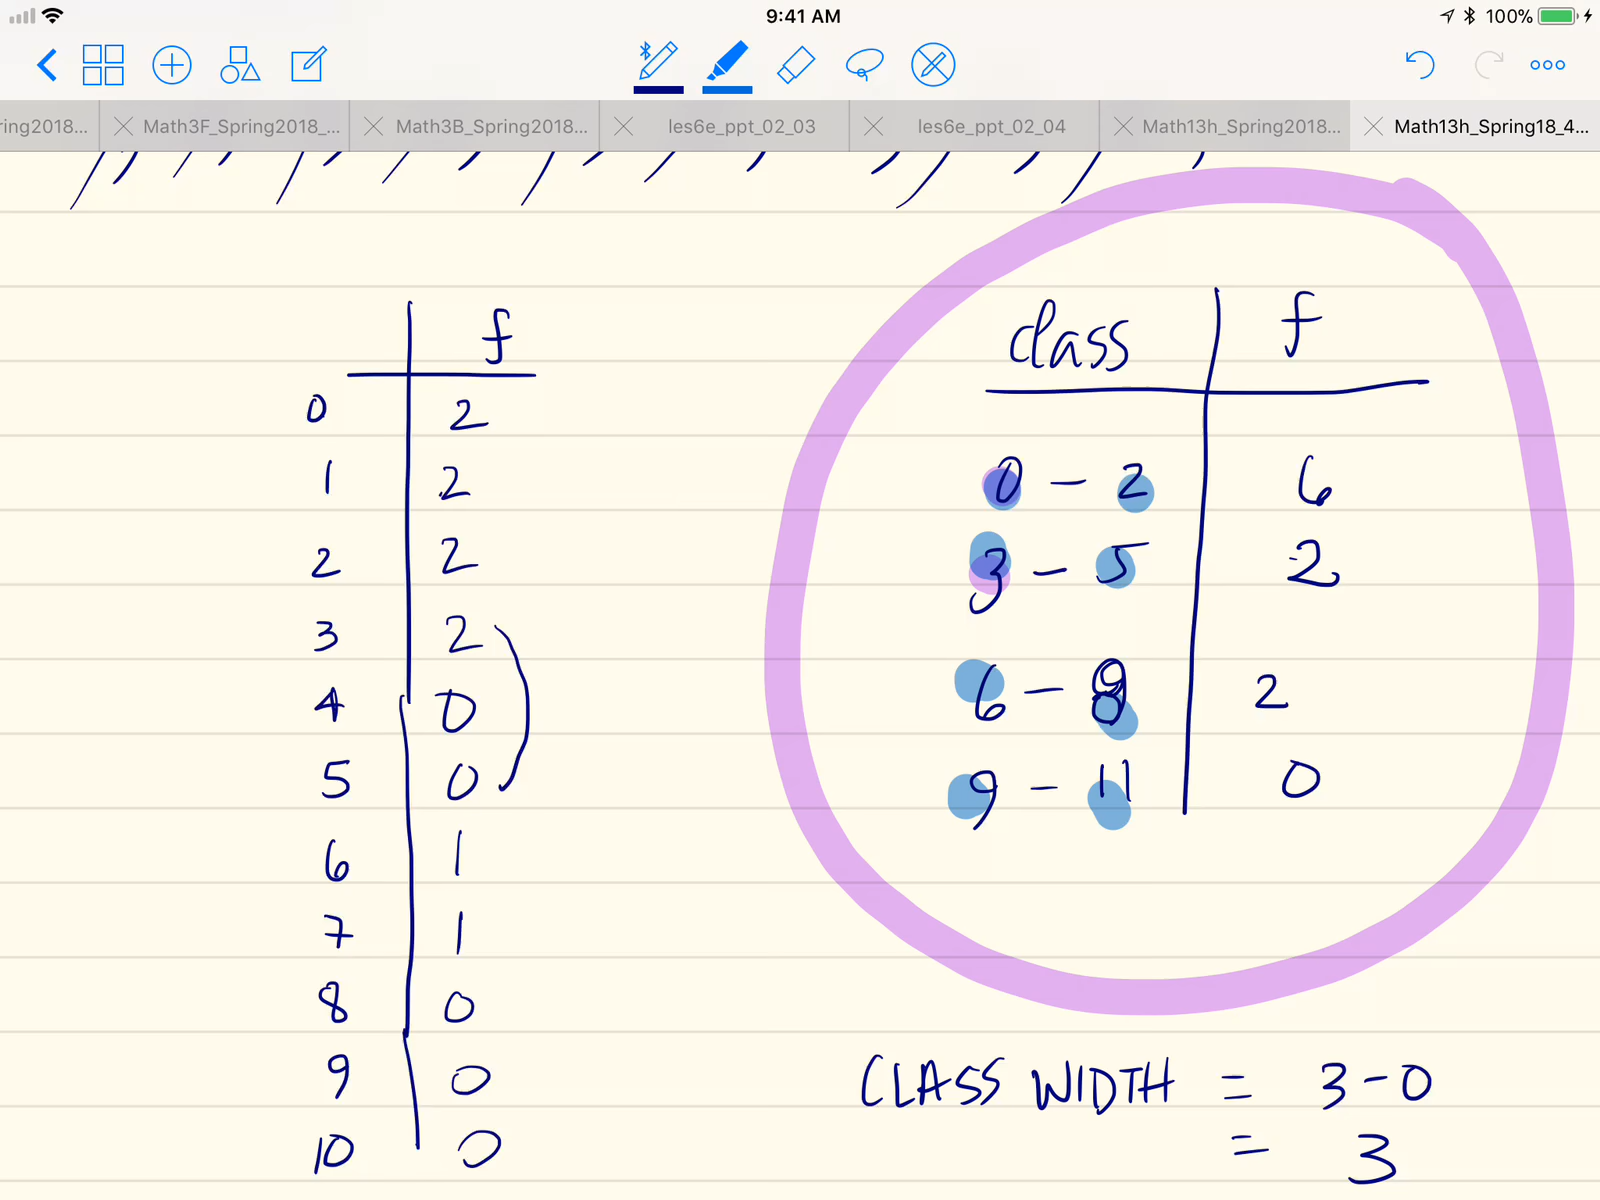 9:41 AM
100%
ring2018...
Math3F_Spring2018_...
Math3B_Spring2018...
les6e_ppt_02_03
les6e_ppt_02_04
Math13h_Spring2018...
Math13h_Spring18_4...
f
0 2
1 2
2 2
3 2
4 0
5 0
6 1
7 1
8 0
9 0
10 0
class f
0 - 2 6
3 - 5 2
6 - 8 2
9 - 11 0
CLASS WIDTH = 3 - 0
= 3